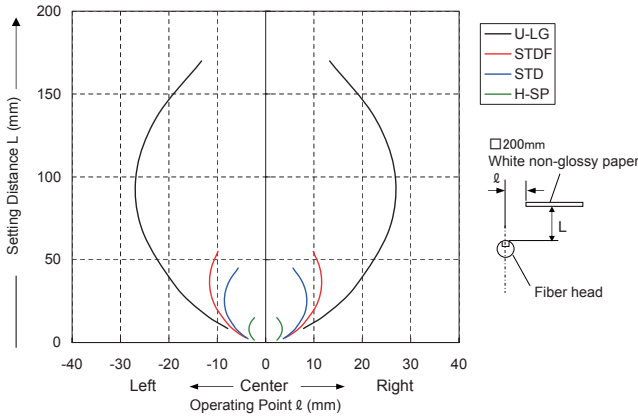 Setting Distance L (mm)
200
150
100
50
0
-40 -30 -20 -10 0 10 20 30 40
Left Center Right
Operating Point ℓ (mm)
U-LG
STDF
STD
H-SP
□200mm
White non-glossy paper
ℓ
L
Fiber head